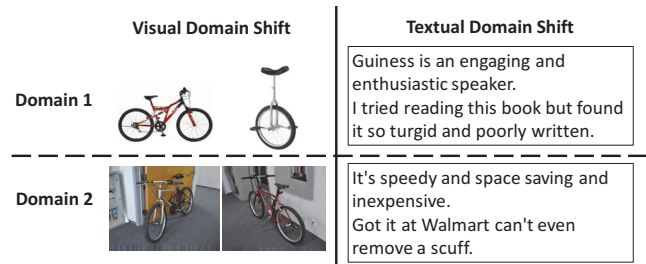 Visual Domain Shift
Textual Domain Shift
Domain 1
Guiness is an engaging and
enthusiastic speaker.
I tried reading this book but found
it so turgid and poorly written.
Domain 2
It's speedy and space saving and
inexpensive.
Got it at Walmart can't even
remove a scuff.